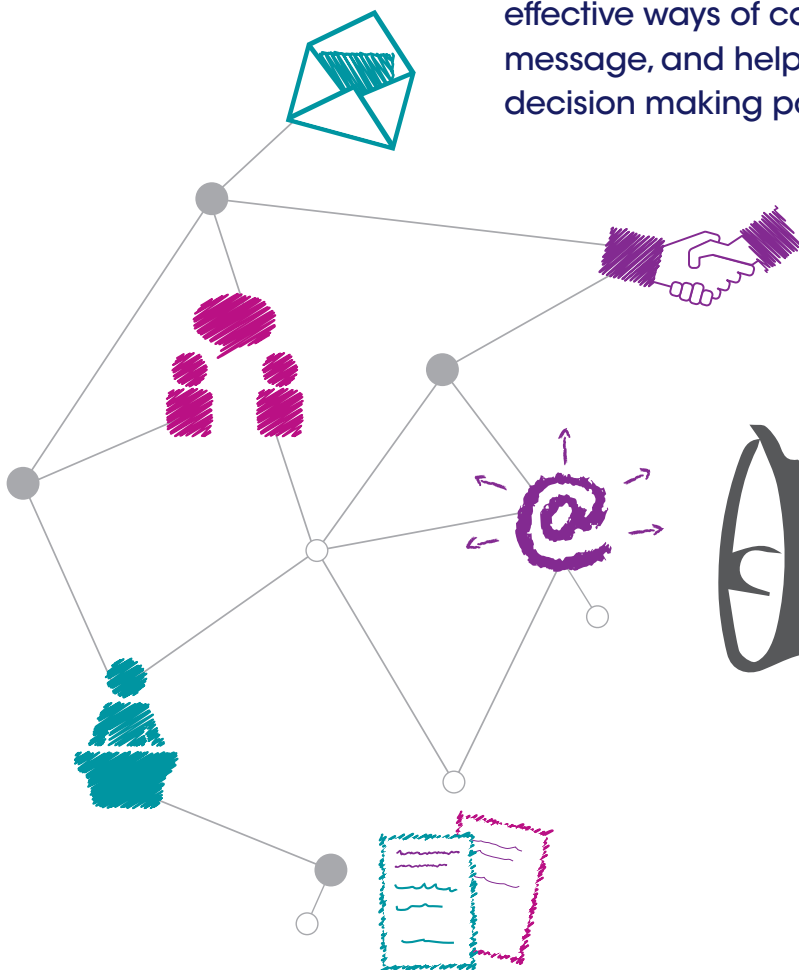 effective ways of
message, and help
decision making